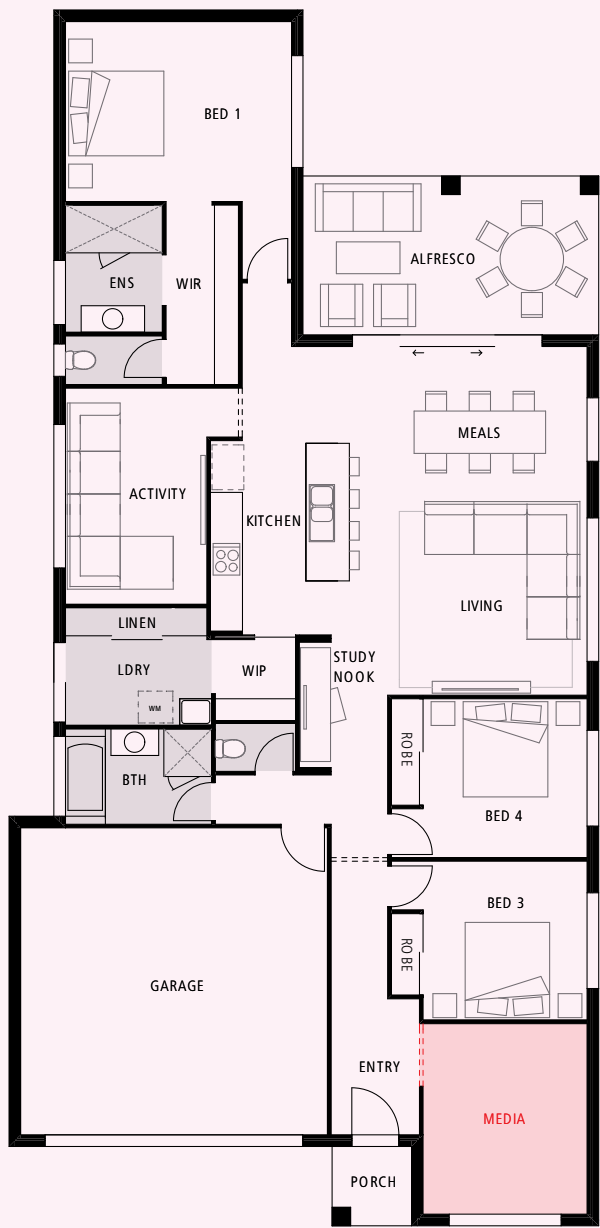 BED 1
ALFRESCO
ENS
WIR
MEALS
ACTIVITY
KITCHEN
LIVING
LINEN
LDRY
WIP
STUDY
NOOK
WM
ROBE
BTH
BED 4
BED 3
ROBE
GARAGE
ENTRY
MEDIA
PORCH